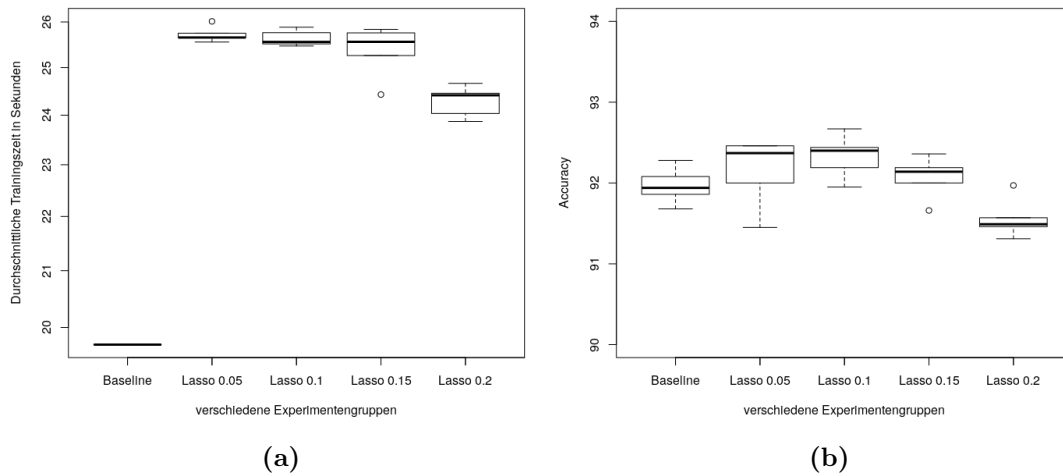 Durchschnittliche Trainingszeit in Sekunden
26
25
24
23
22
21
20
Baseline Lasso 0.05 Lasso 0.1 Lasso 0.15 Lasso 0.2
verschiedene Experimentengruppen
(a)
Accuracy
94
93
92
91
90
Baseline Lasso 0.05 Lasso 0.1 Lasso 0.15 Lasso 0.2
verschiedene Experimentengruppen
(b)